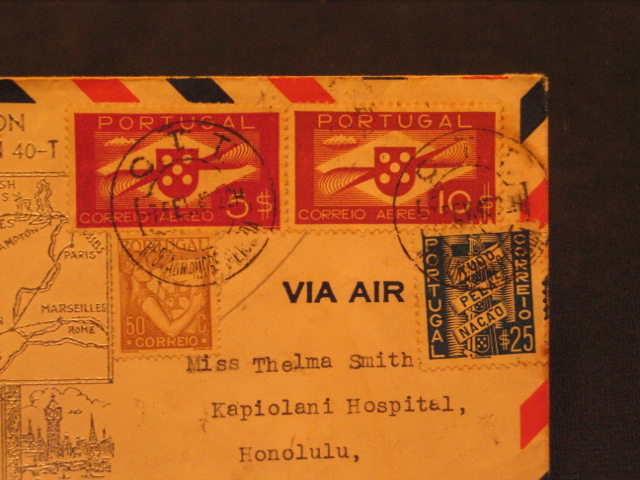 ON
N 40-T
PORTUGAL
5$
CORREIO AEREO
PORTUGAL
10$
CORREIO AEREO
SH
PARIS
MARSEILLES
ROME
PORTUGAL
50 C
CORREIO
VIA AIR
PORTUGAL
CORREIO
TUDO
PELA
NAÇÃO
$25
Miss Thelma Smith
Kapiolani Hospital,
Honolulu,